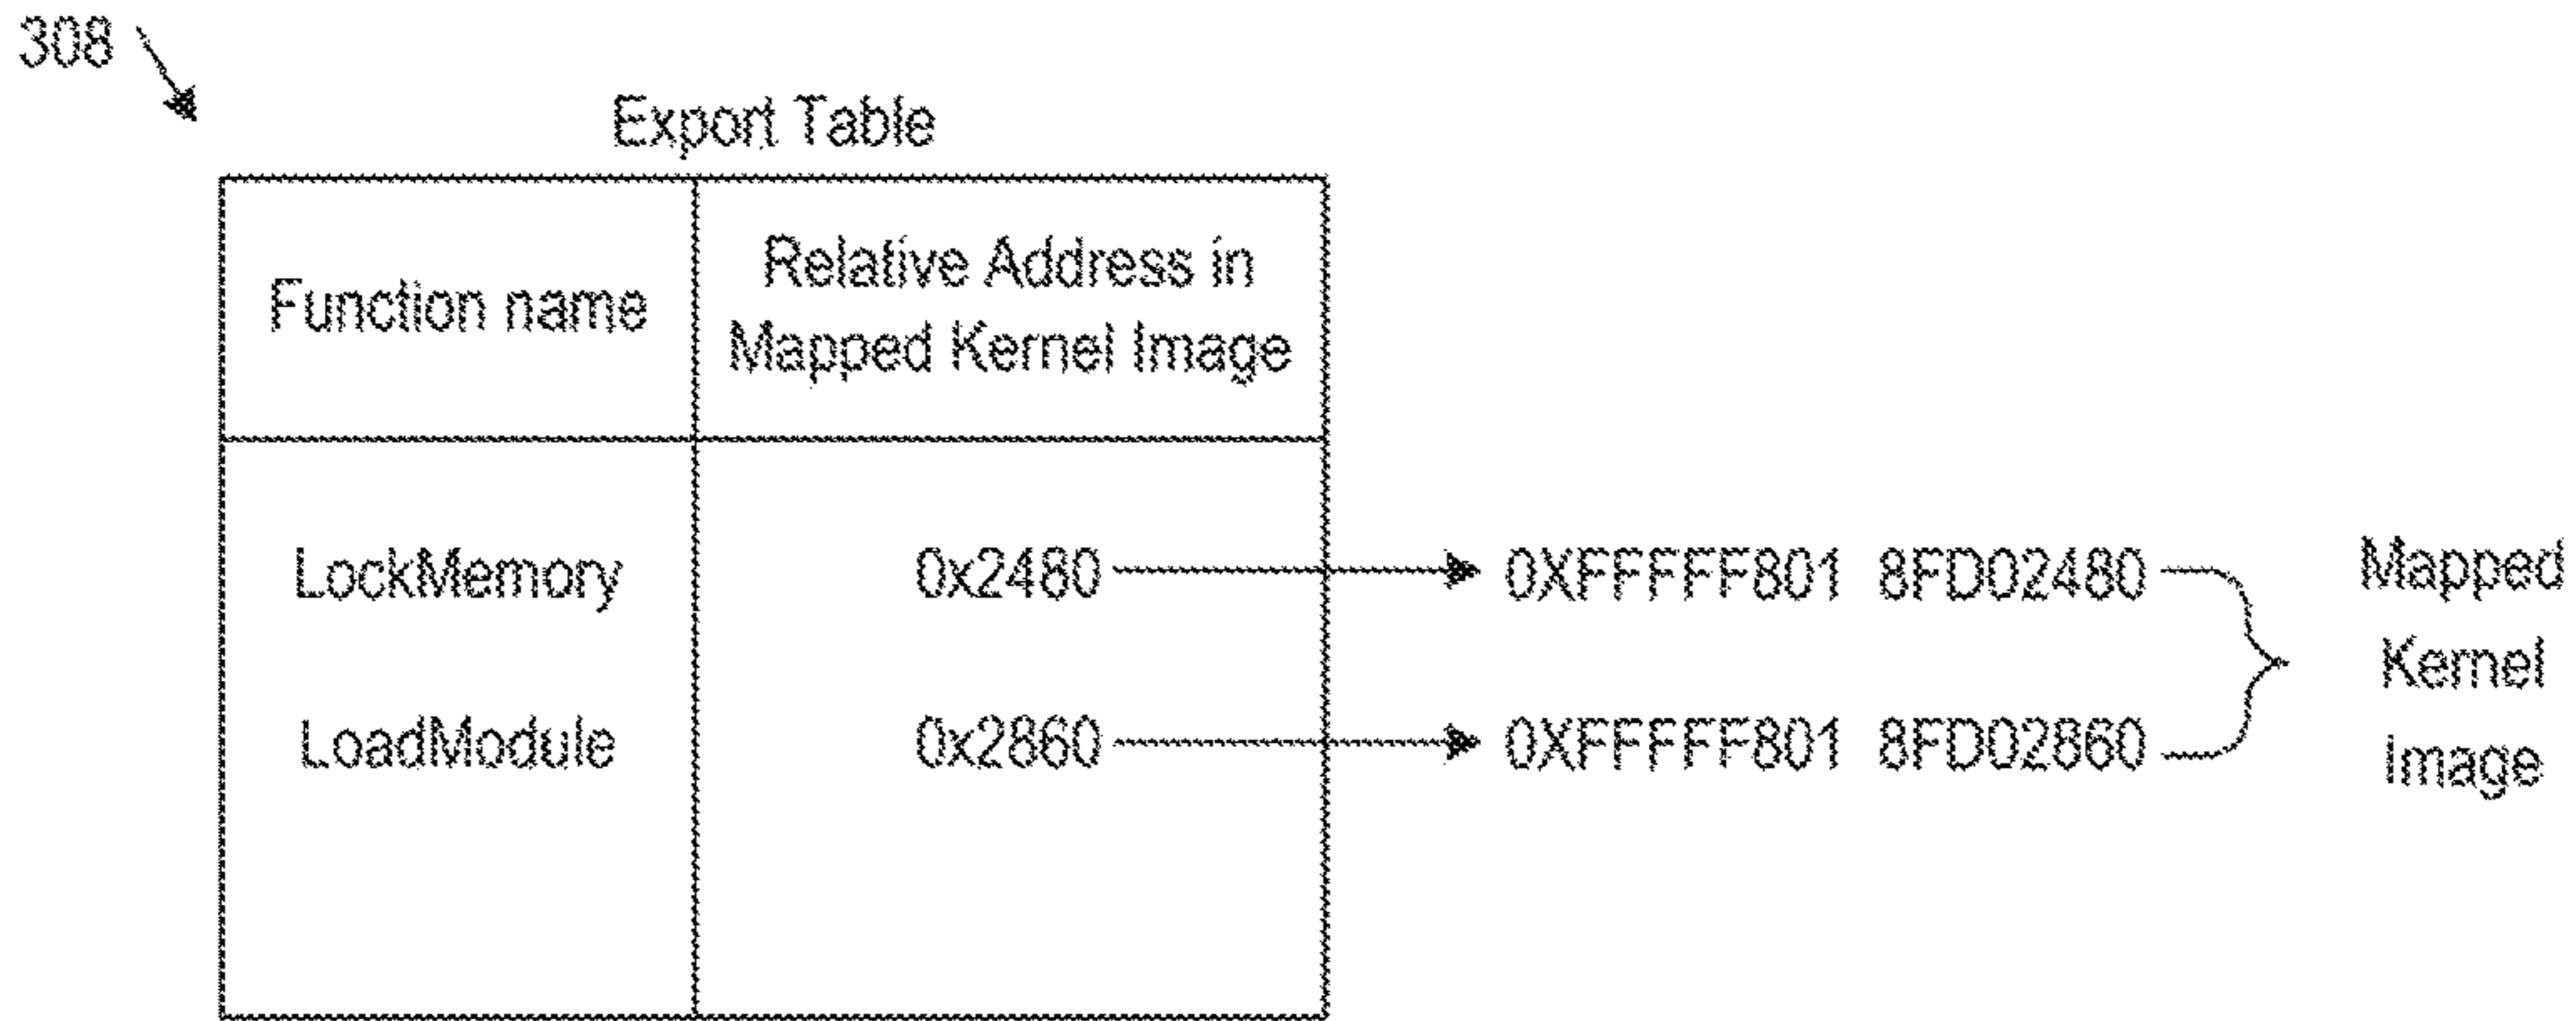 308
Export Table
Function name
Relative Address in
Mapped Kernel Image
LockMemory 0x2480 0XFFFFF801 8FD02480
LoadModule 0x2860 0XFFFFF801 8FD02860
Mapped
Kernel
Image